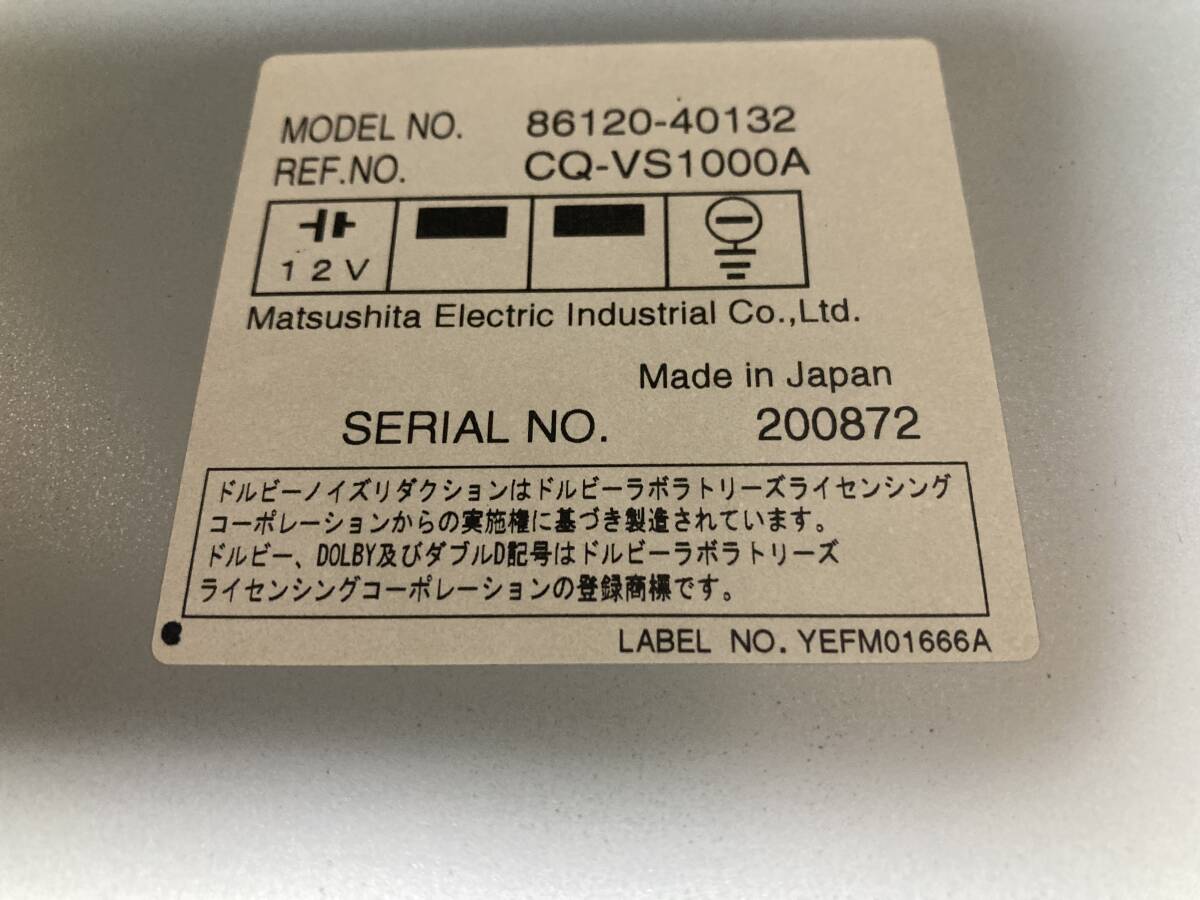 MODEL NO. 86120-40132
REF.NO. CQ-VS1000A
12V
Matsushita Electric Industrial Co.,Ltd.
Made in Japan
SERIAL NO. 200872
ドルビーノイズリダクションはドルビーラボラトリーズライセンシング
コーポレーションからの実施権に基づき製造されています。
ドルビー、DOLBY及びダブルD記号はドルビーラボラトリーズ
ライセンシングコーポレーションの登録商標です。
LABEL NO. YEFM01666A